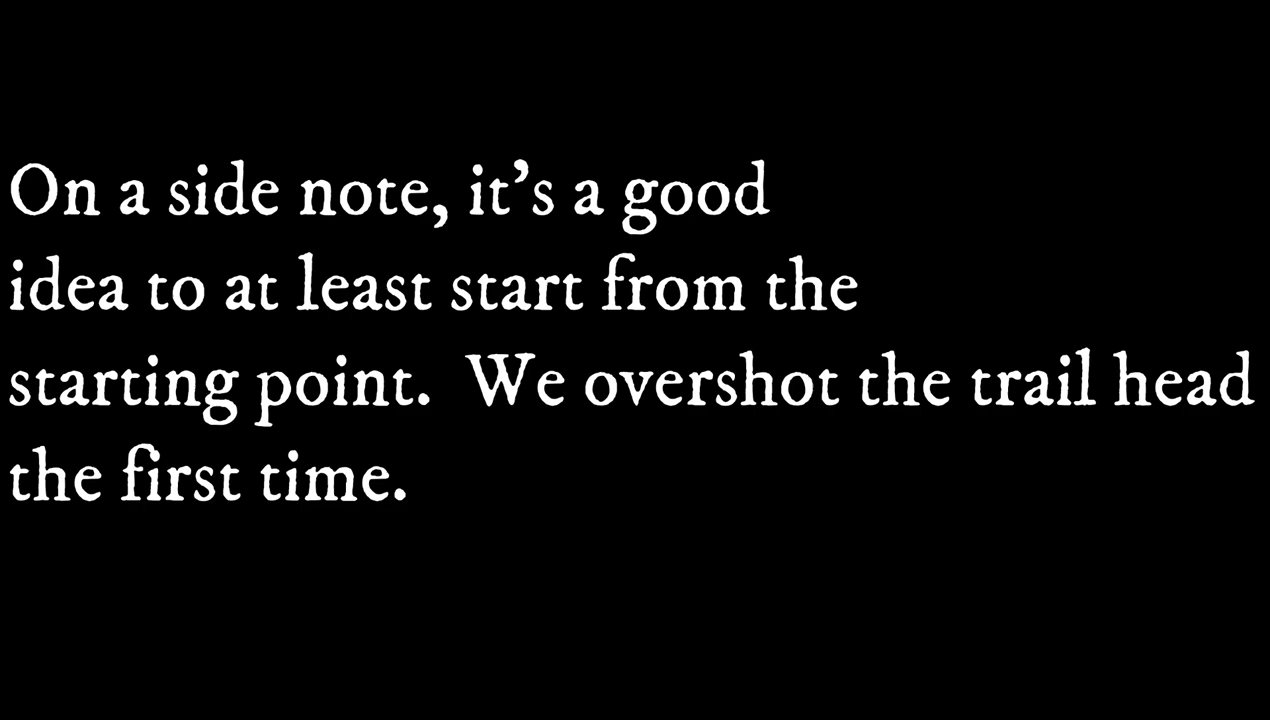 On a side note, it’s a good
idea to at least start from the
starting point.  We overshot the trail head
the first time.